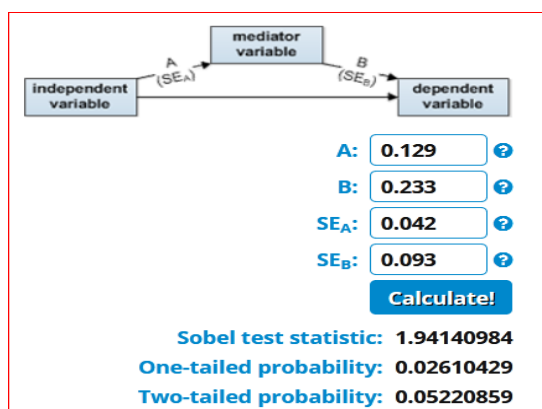 mediator
variable
A
(SEA)
B
(SEB)
independent
variable
dependent
variable
A: 0.129 ?
B: 0.233 ?
SEA: 0.042 ?
SEB: 0.093 ?
Calculate!
Sobel test statistic: 1.94140984
One-tailed probability: 0.02610429
Two-tailed probability: 0.05220859